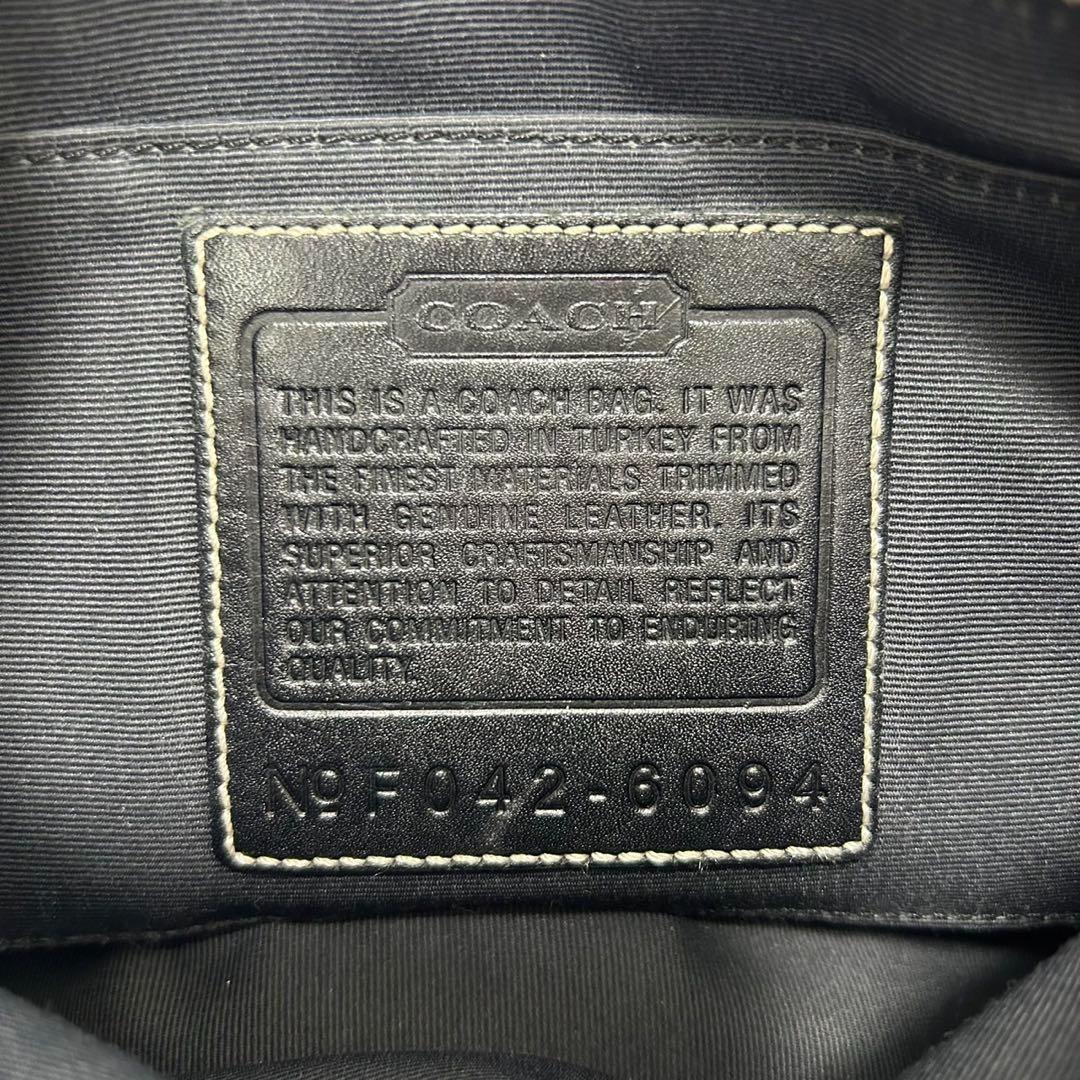 COACH
THIS IS A COACH BAG. IT WAS
HANDCRAFTED IN TURKEY FROM
THE FINEST MATERIALS TRIMMED
WITH GENUINE LEATHER. ITS
SUPERIOR CRAFTSMANSHIP AND
ATTENTION TO DETAIL REFLECT
OUR COMMITMENT TO ENDURING
QUALITY.
Nº F042-6094